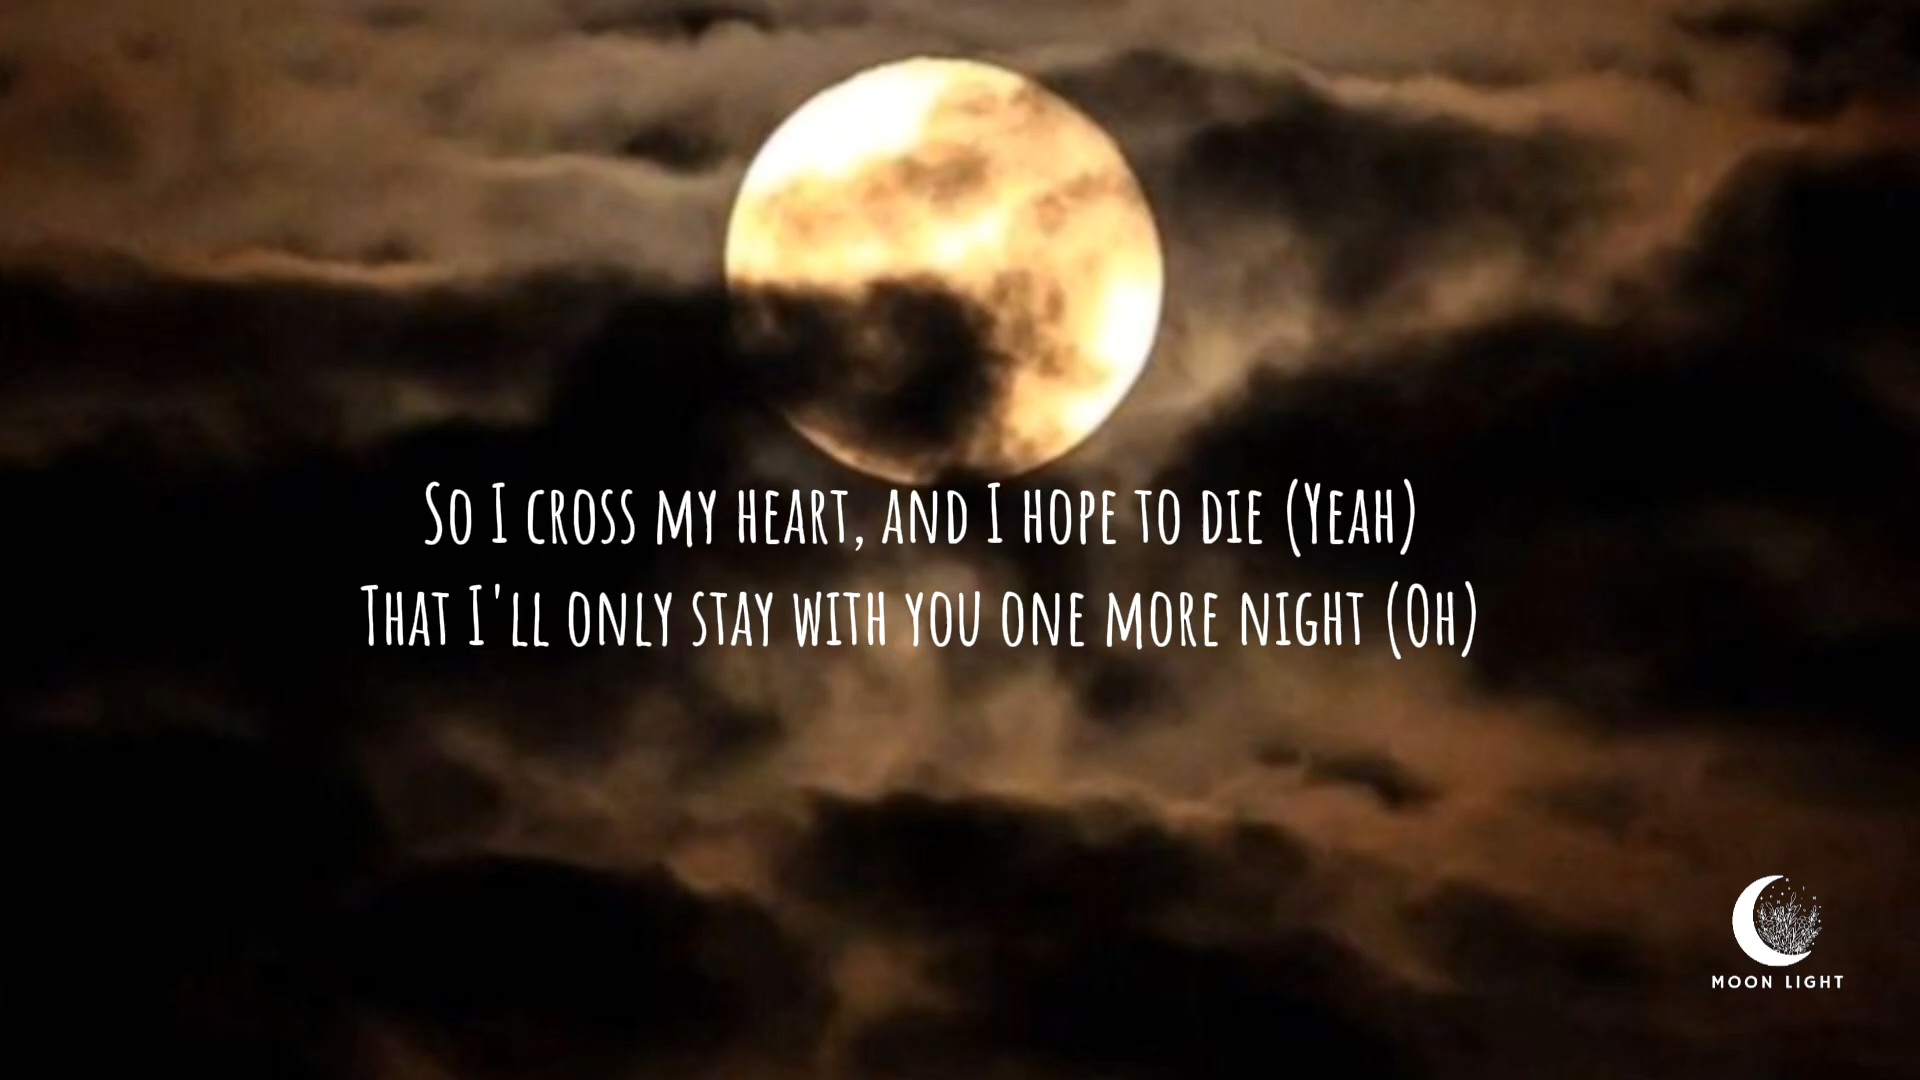 So I cross my heart, and I hope to die (Yeah)
That I'll only stay with you one more night (Oh)
MOON LIGHT